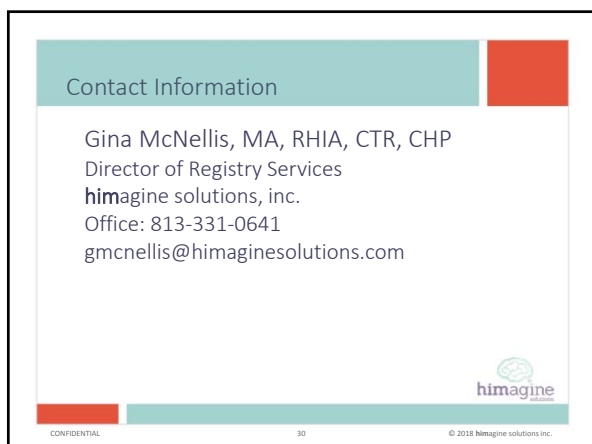 Contact Information
Gina McNellis, MA, RHIA, CTR, CHP
Director of Registry Services
himagine solutions, inc.
Office: 813-331-0641
gmcnellis@himaginesolutions.com
himagine
solutions
CONFIDENTIAL 30 © 2018 himagine solutions inc.